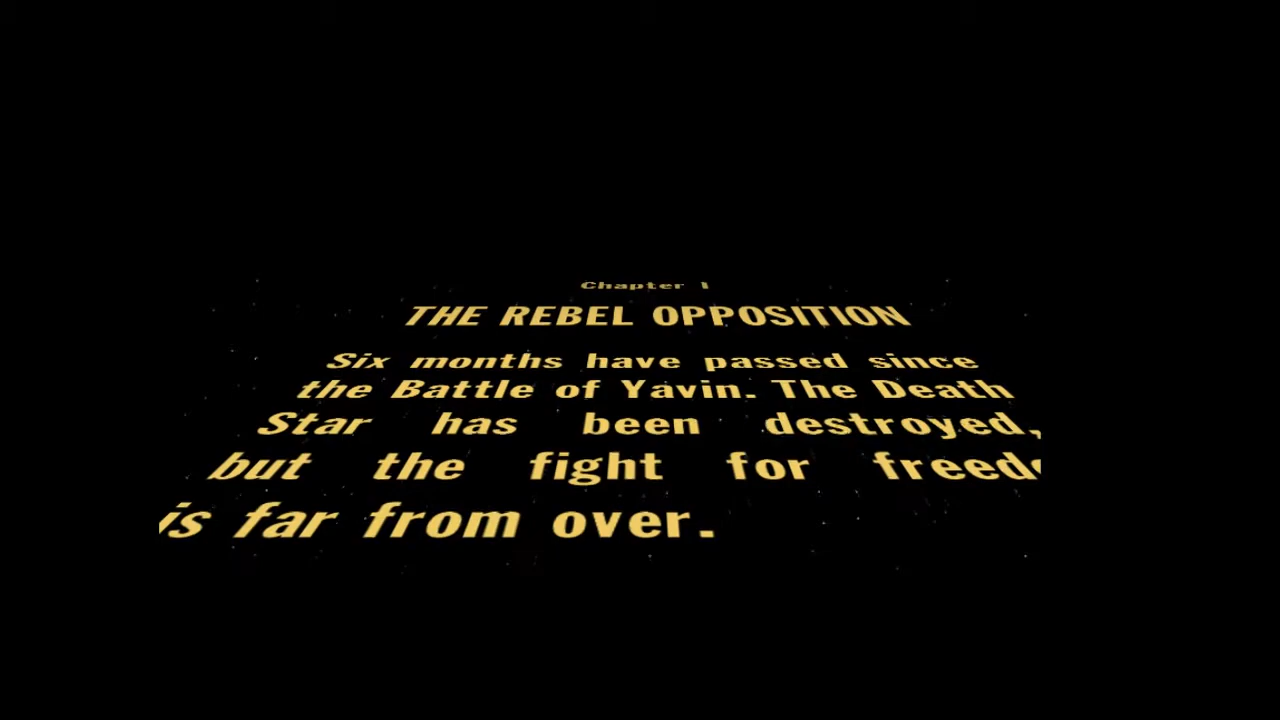 Chapter I
THE REBEL OPPOSITION
Six months have passed since
the Battle of Yavin. The Death
Star has been destroyed,
but the fight for freedo
is far from over.